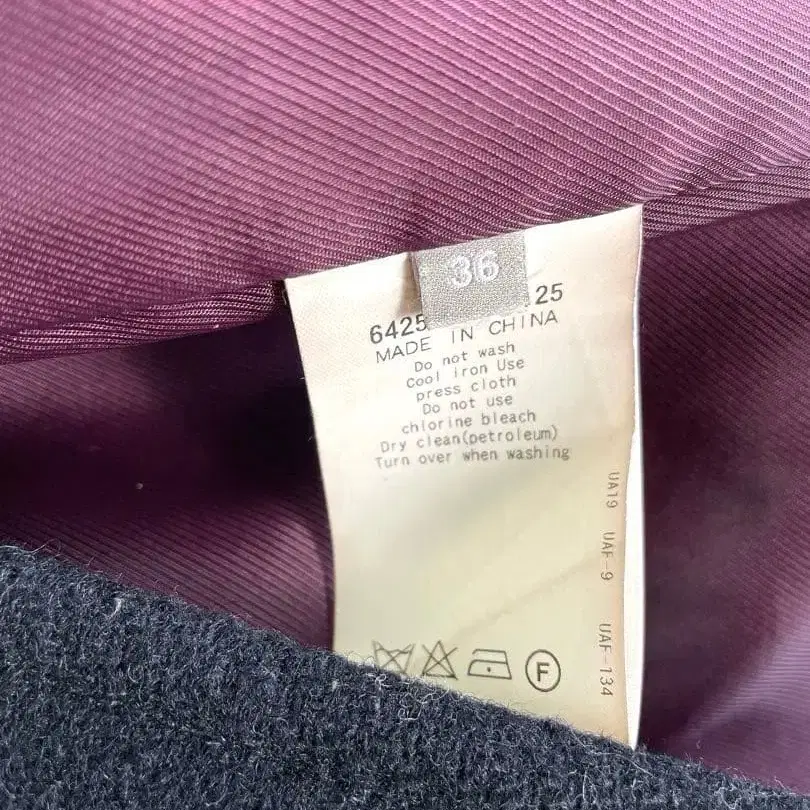 36
6425 25
MADE IN CHINA
Do not wash
Cool iron Use
press cloth
Do not use
chlorine bleach
Dry clean(petroleum)
Turn over when washing
UA19 UAF-9 UAF-134
F